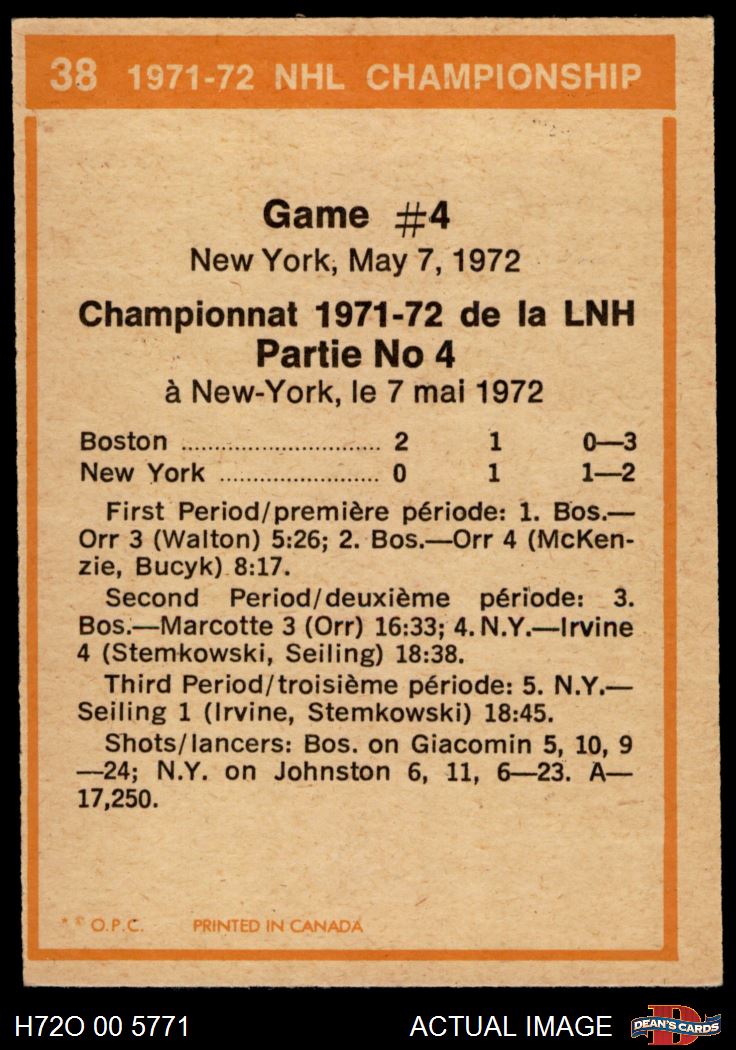 38 1971-72 NHL CHAMPIONSHIP
Game #4
New York, May 7, 1972
Championnat 1971-72 de la LNH
Partie No 4
à New-York, le 7 mai 1972
Boston .............................. 2 1 0—3
New York ........................ 0 1 1—2
First Period/première période: 1. Bos.—
Orr 3 (Walton) 5:26; 2. Bos.—Orr 4 (McKen-
zie, Bucyk) 8:17.
Second Period/deuxième période: 3.
Bos.—Marcotte 3 (Orr) 16:33; 4. N.Y.—Irvine
4 (Stemkowski, Seiling) 18:38.
Third Period/troisième période: 5. N.Y.—
Seiling 1 (Irvine, Stemkowski) 18:45.
Shots/lancers: Bos. on Giacomin 5, 10, 9
—24; N.Y. on Johnston 6, 11, 6—23. A—
17,250.
* © O.P.C. PRINTED IN CANADA
H72O 00 5771 ACTUAL IMAGE D DEAN'S CARDS